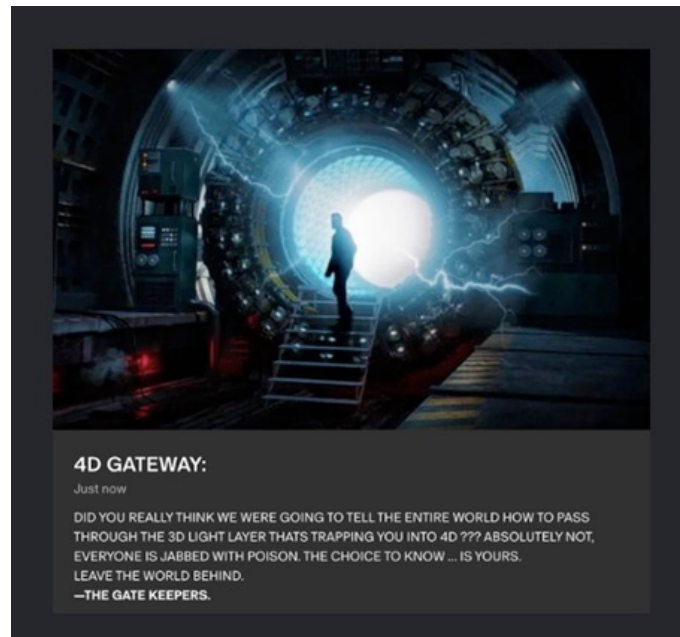 4D GATEWAY:
Just now
DID YOU REALLY THINK WE WERE GOING TO TELL THE ENTIRE WORLD HOW TO PASS
THROUGH THE 3D LIGHT LAYER THATS TRAPPING YOU INTO 4D ??? ABSOLUTELY NOT,
EVERYONE IS JABBED WITH POISON. THE CHOICE TO KNOW ... IS YOURS.
LEAVE THE WORLD BEHIND.
—THE GATE KEEPERS.